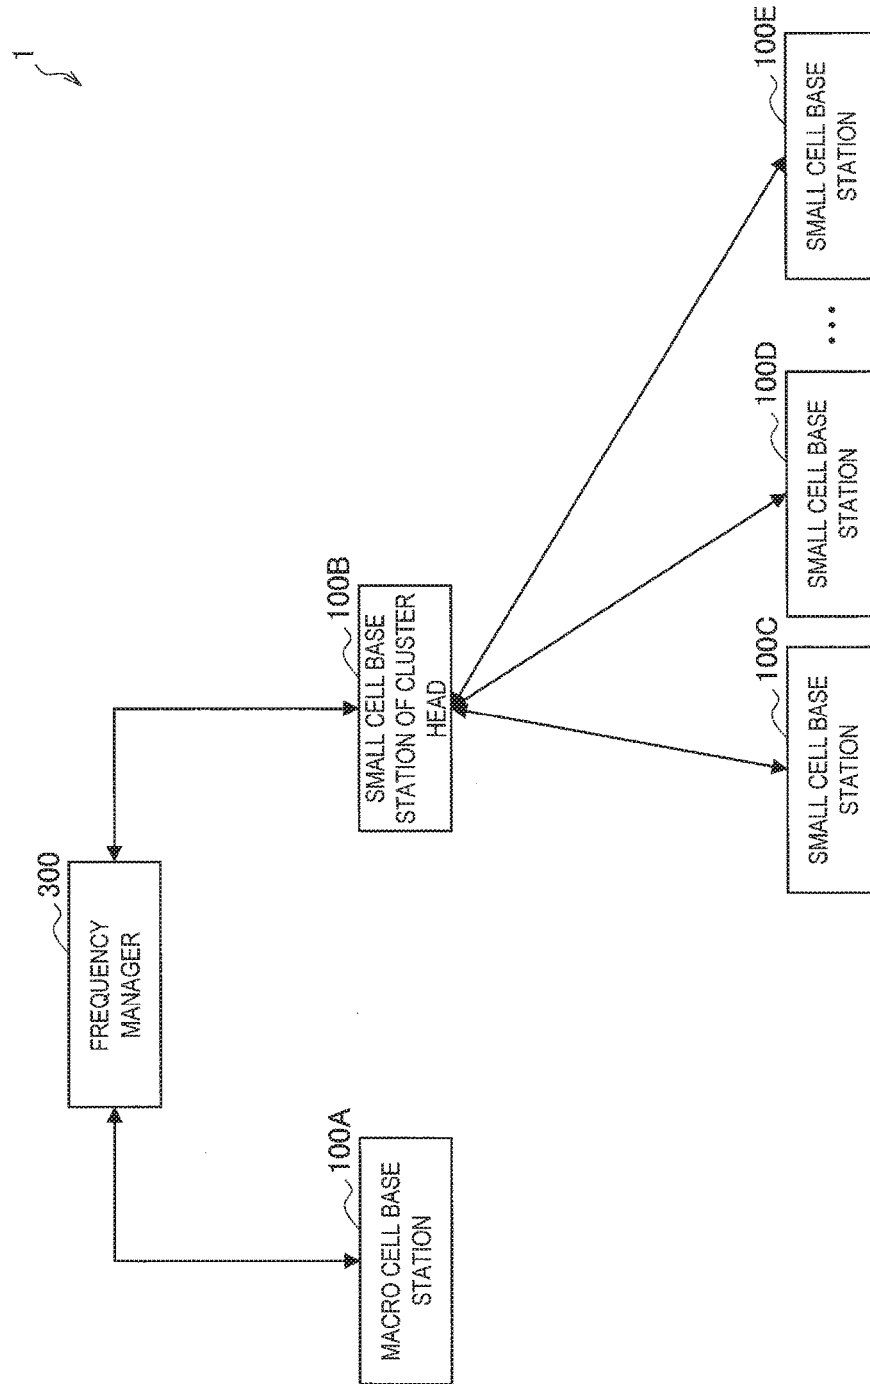 1
300
FREQUENCY
MANAGER
100A
MACRO CELL BASE
STATION
100B
SMALL CELL BASE
STATION OF CLUSTER
HEAD
100C
SMALL CELL BASE
STATION
100D
SMALL CELL BASE
STATION
...
100E
SMALL CELL BASE
STATION